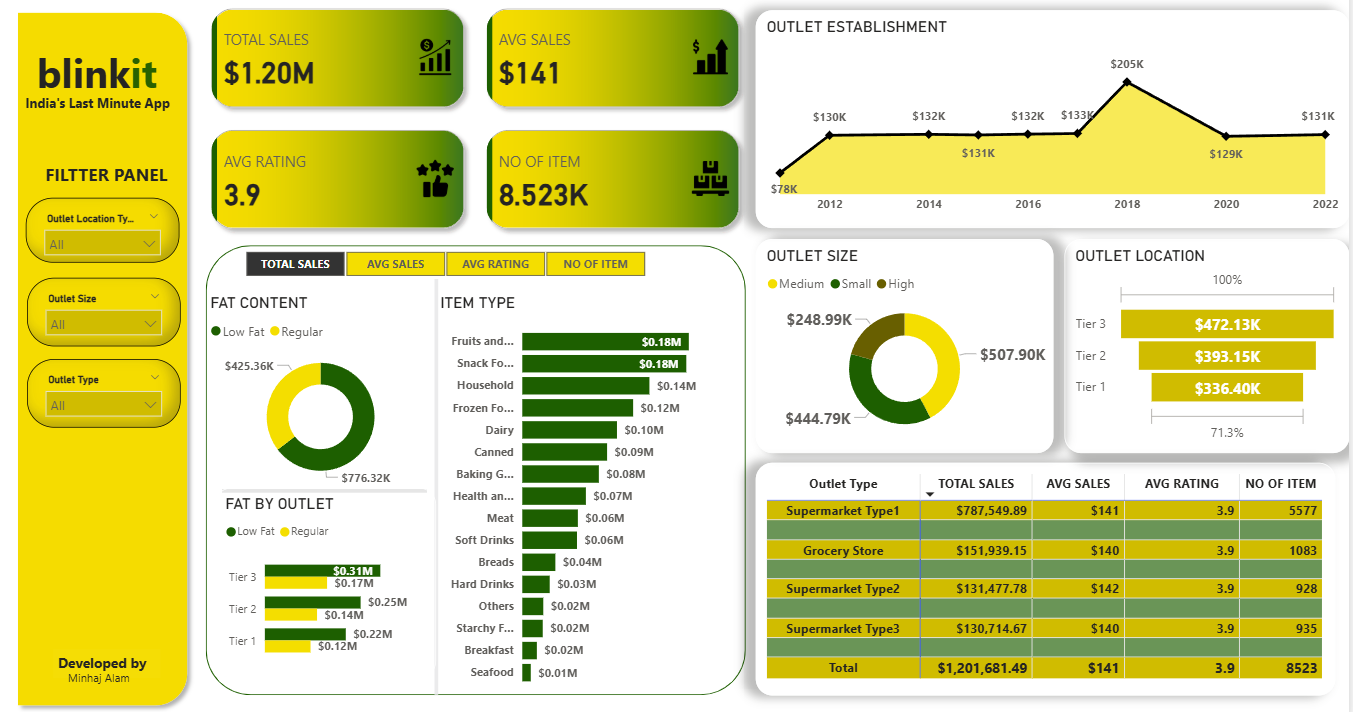 blinkit
India's Last Minute App
FILTTER PANEL
Outlet Location Ty...
All
Outlet Size
All
Outlet Type
All
Developed by
Minhaj Alam
TOTAL SALES
$1.20M
AVG SALES
$141
AVG RATING
3.9
NO OF ITEM
8.523K
OUTLET ESTABLISHMENT
$78K
$130K
$132K
$131K
$132K
$133K
$205K
$129K
$131K
2012 2014 2016 2018 2020 2022
TOTAL SALES AVG SALES AVG RATING NO OF ITEM
FAT CONTENT
Low Fat Regular
$425.36K
$776.32K
FAT BY OUTLET
Low Fat Regular
Tier 3 $0.31M
$0.17M
Tier 2 $0.25M
$0.14M
Tier 1 $0.22M
$0.12M
ITEM TYPE
Fruits and... $0.18M
Snack Fo... $0.18M
Household $0.14M
Frozen Fo... $0.12M
Dairy $0.10M
Canned $0.09M
Baking G... $0.08M
Health an... $0.07M
Meat $0.06M
Soft Drinks $0.06M
Breads $0.04M
Hard Drinks $0.03M
Others $0.02M
Starchy F... $0.02M
Breakfast $0.02M
Seafood $0.01M
OUTLET SIZE
Medium Small High
$248.99K
$507.90K
$444.79K
OUTLET LOCATION
100%
Tier 3 $472.13K
Tier 2 $393.15K
Tier 1 $336.40K
71.3%
Outlet Type TOTAL SALES AVG SALES AVG RATING NO OF ITEM
Supermarket Type1 $787,549.89 $141 3.9 5577
Grocery Store $151,939.15 $140 3.9 1083
Supermarket Type2 $131,477.78 $142 3.9 928
Supermarket Type3 $130,714.67 $140 3.9 935
Total $1,201,681.49 $141 3.9 8523